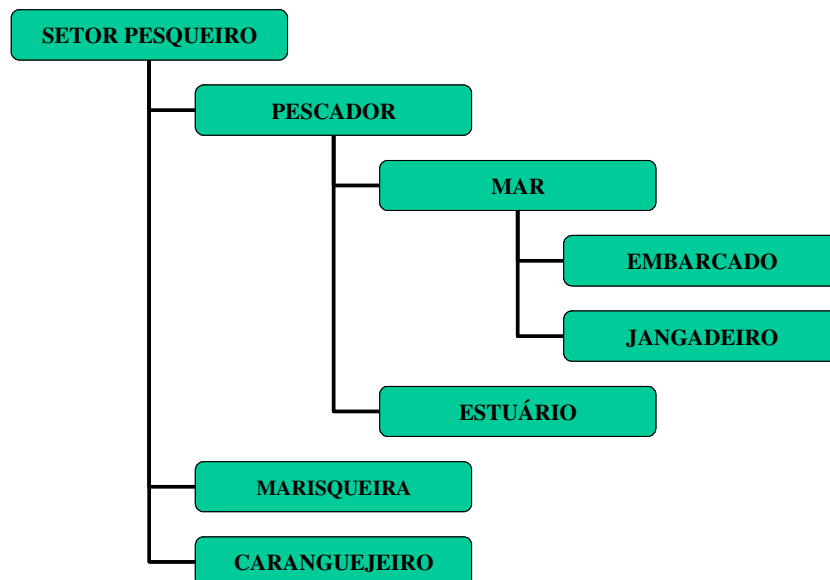 SETOR PESQUEIRO
PESCADOR
MAR
EMBARCADO
JANGADEIRO
ESTUÁRIO
MARISQUEIRA
CARANGUEJEIRO